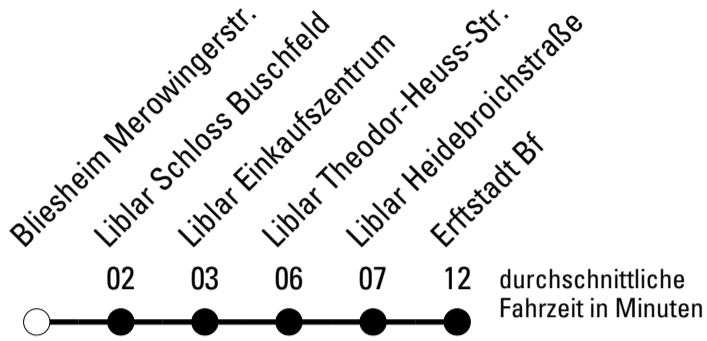 Bliesheim Merowingerstr.
Liblar Schloss Buschfeld
Liblar Einkaufszentrum
Liblar Theodor-Heuss-Str.
Liblar Heidebroichstraße
Erftstadt Bf
02 03 06 07 12
durchschnittliche
Fahrzeit in Minuten